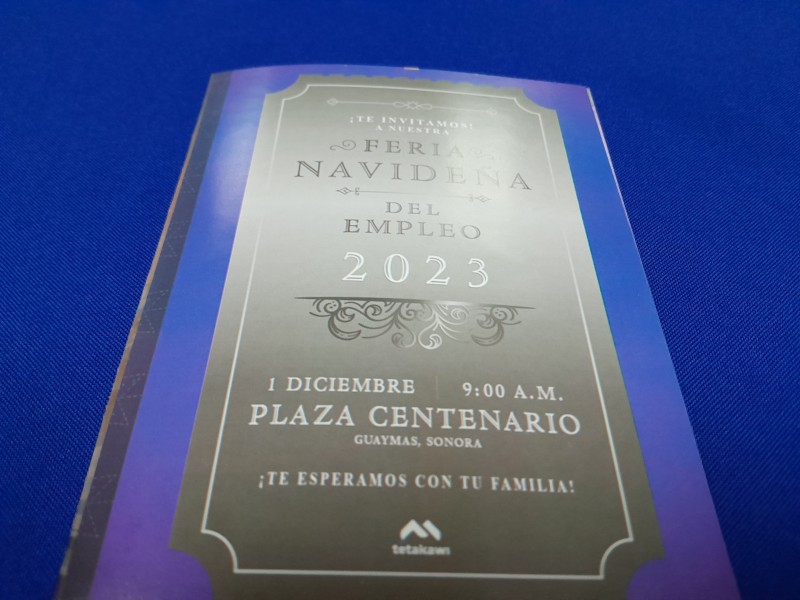 ¡TE INVITAMOS!
A NUESTRA
FERIA
NAVIDEÑA
DEL
EMPLEO
2023
1 DICIEMBRE | 9:00 A.M.
PLAZA CENTENARIO
GUAYMAS, SONORA
¡TE ESPERAMOS CON TU FAMILIA!
tetakawi